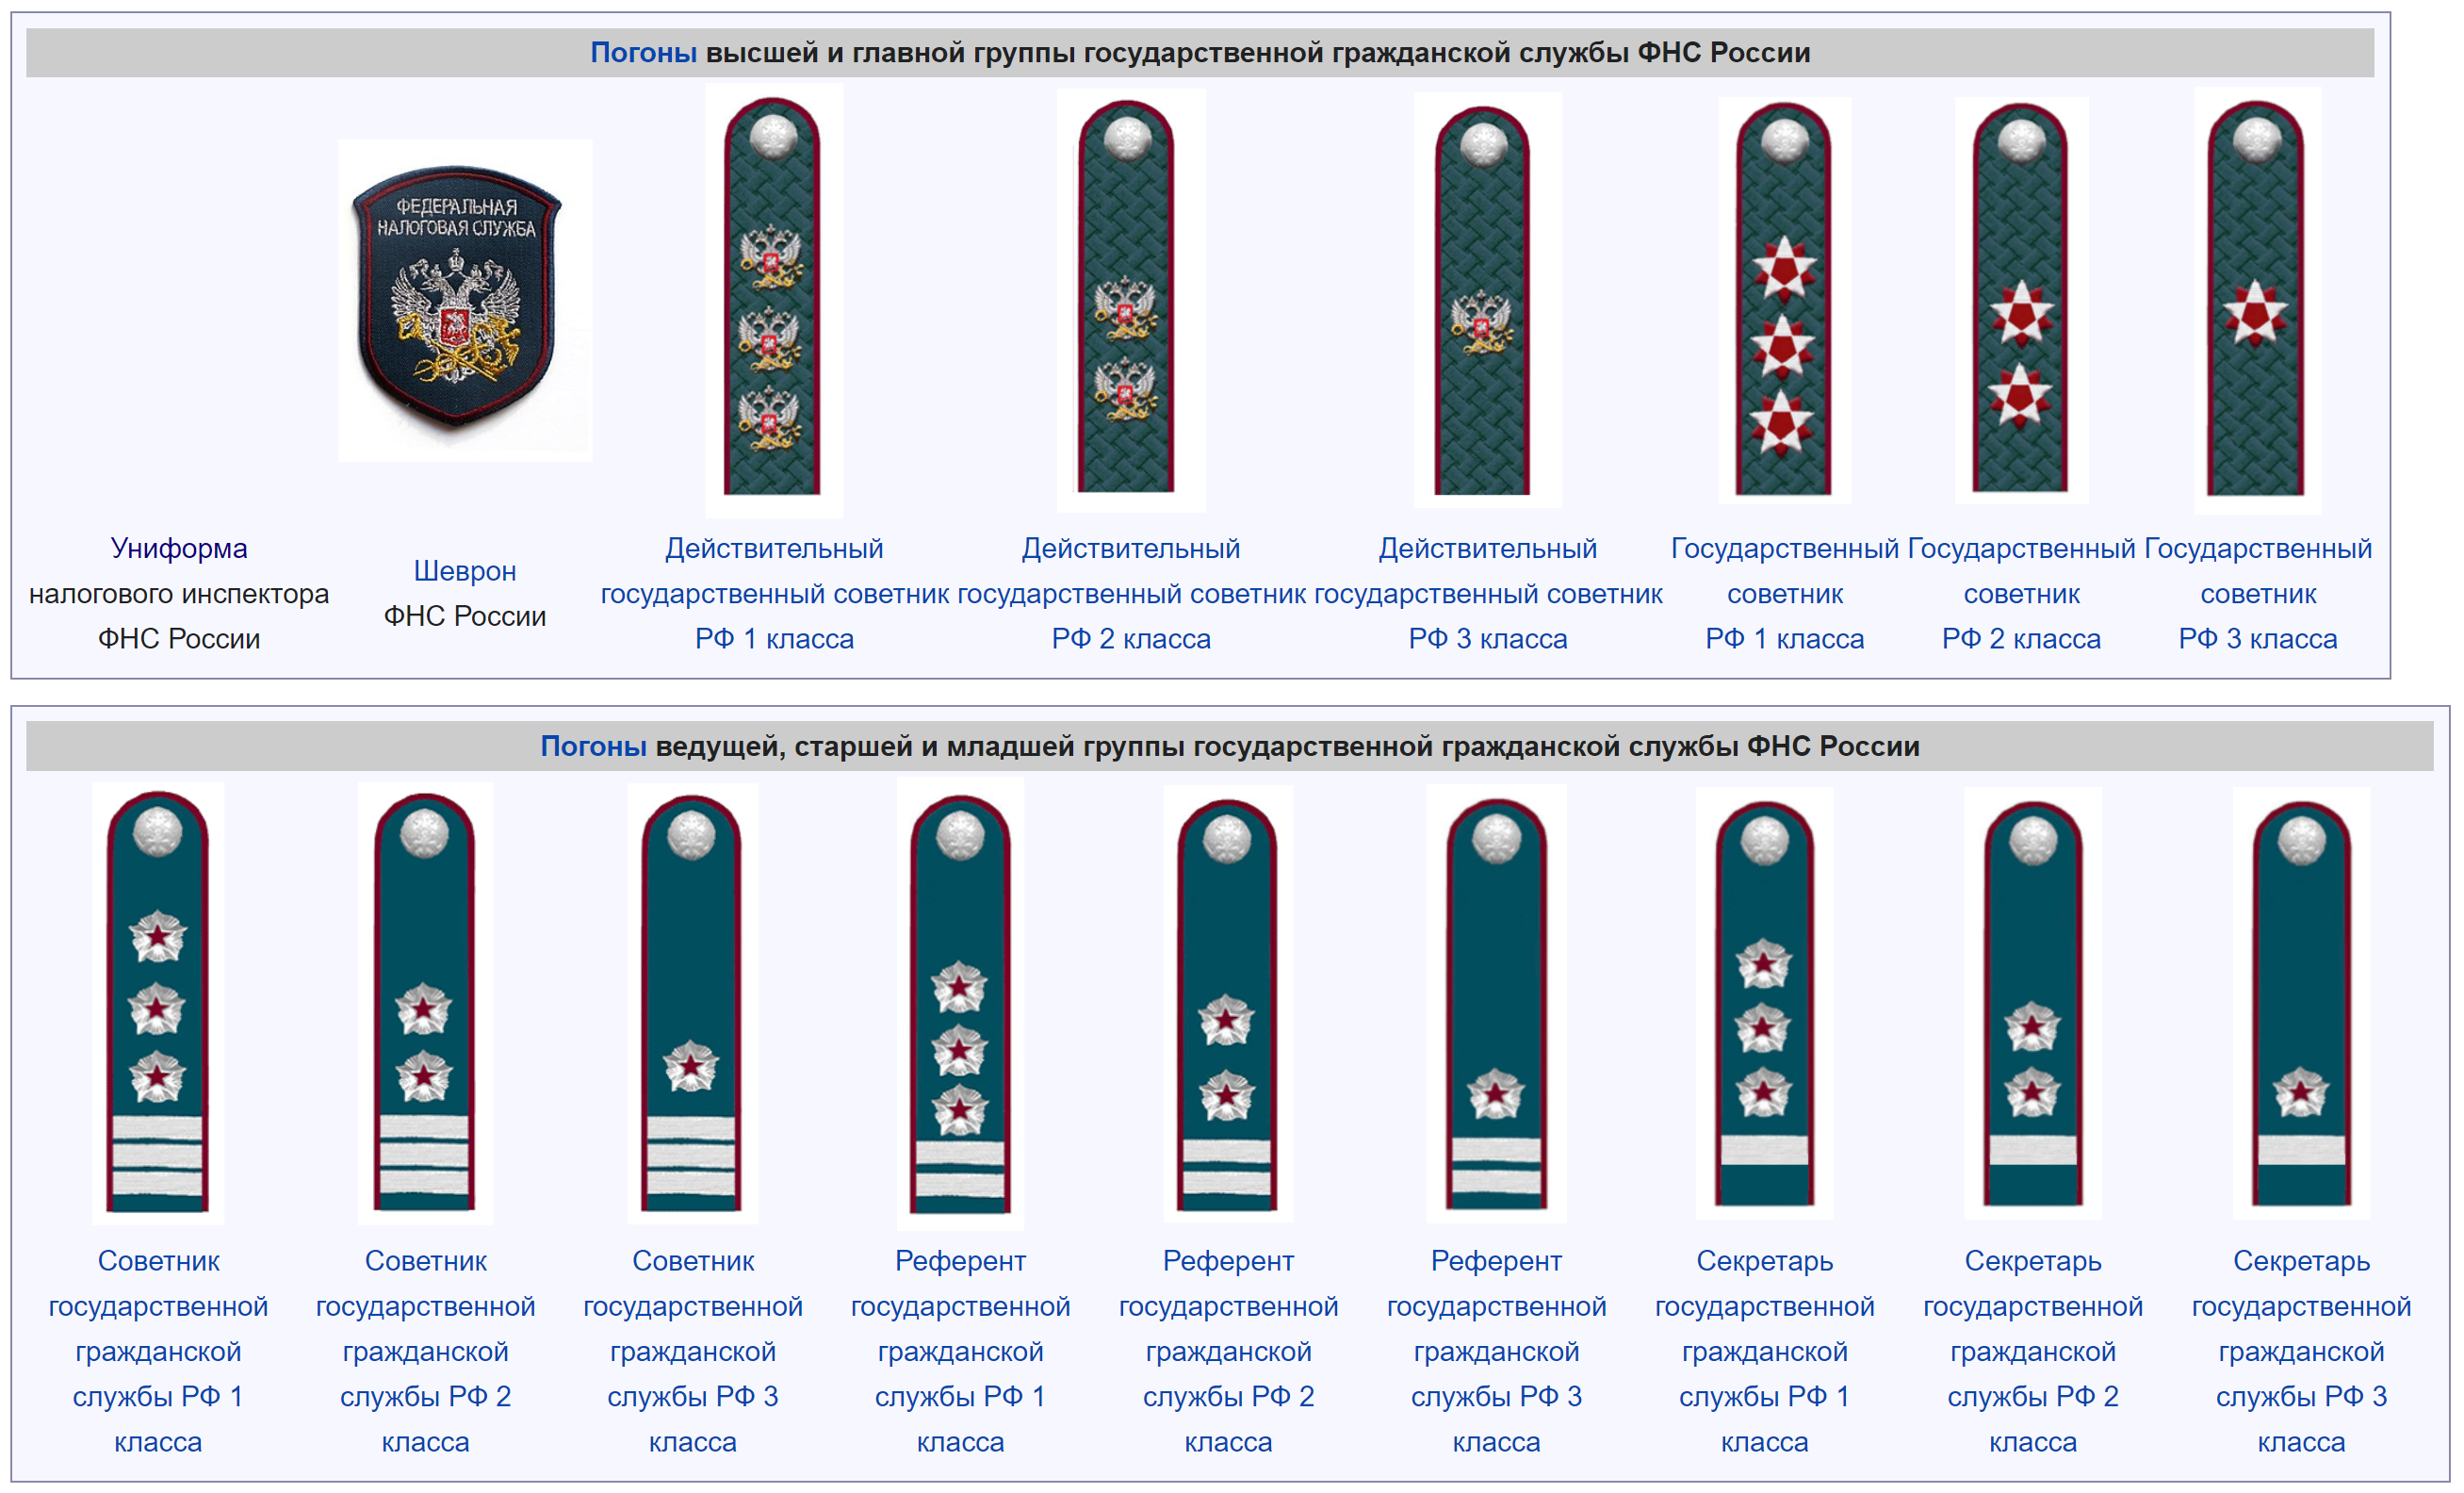 Погоны высшей и главной группы государственной гражданской службы ФНС России
ФЕДЕРАЛЬНАЯ
НАЛОГОВАЯ СЛУЖБА
Униформа
налогового инспектора
ФНС России
Шеврон
ФНС России
Действительный
государственный советник
РФ 1 класса
Действительный
государственный советник
РФ 2 класса
Действительный
государственный советник
РФ 3 класса
Государственный
советник
РФ 1 класса
Государственный
советник
РФ 2 класса
Государственный
советник
РФ 3 класса
Погоны ведущей, старшей и младшей группы государственной гражданской службы ФНС России
Советник
государственной
гражданской
службы РФ 1
класса
Советник
государственной
гражданской
службы РФ 2
класса
Советник
государственной
гражданской
службы РФ 3
класса
Референт
государственной
гражданской
службы РФ 1
класса
Референт
государственной
гражданской
службы РФ 2
класса
Референт
государственной
гражданской
службы РФ 3
класса
Секретарь
государственной
гражданской
службы РФ 1
класса
Секретарь
государственной
гражданской
службы РФ 2
класса
Секретарь
государственной
гражданской
службы РФ 3
класса